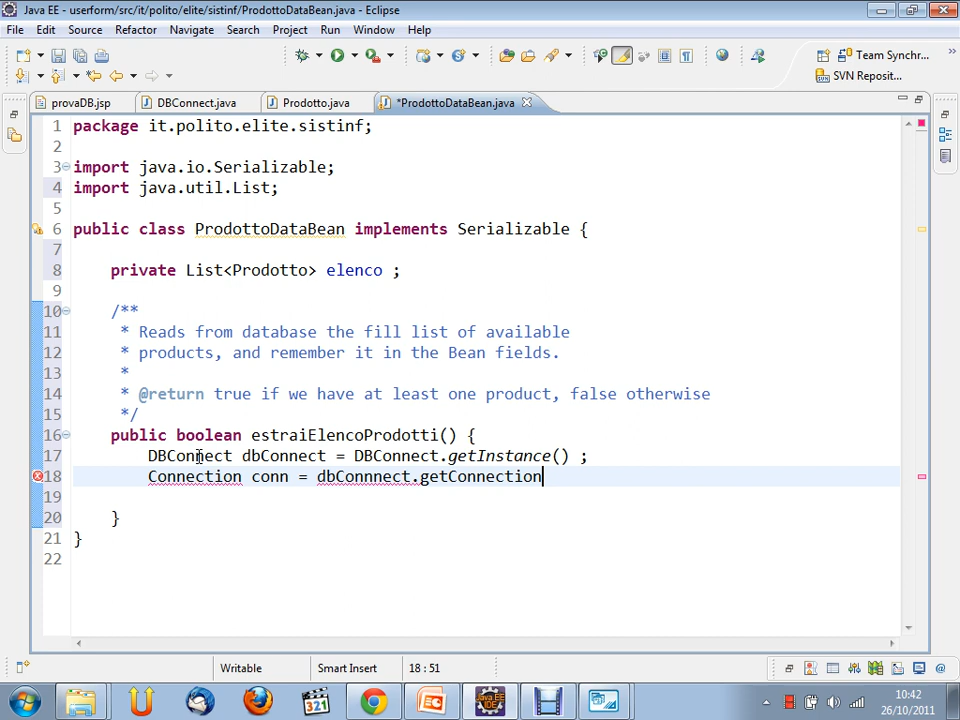 Java EE - userform/src/it/polito/elite/sistinf/ProdottoDataBean.java - Eclipse
File Edit Source Refactor Navigate Search Project Run Window Help
Team Synchr...
SVN Reposit...
provaDB.jsp DBConnect.java Prodotto.java *ProdottoDataBean.java
1 package it.polito.elite.sistinf;
2
3 import java.io.Serializable;
4 import java.util.List;
5
6 public class ProdottoDataBean implements Serializable {
7
8 private List<Prodotto> elenco ;
9
10 /**
11 * Reads from database the fill list of available
12 * products, and remember it in the Bean fields.
13 *
14 * @return true if we have at least one product, false otherwise
15 */
16 public boolean estraiElencoProdotti() {
17 DBConnect dbConnect = DBConnect.getInstance() ;
18 Connection conn = dbConnnect.getConnection
19
20 }
21 }
22
Writable Smart Insert 18 : 51
321
Java EE
IDE
10:42
26/10/2011